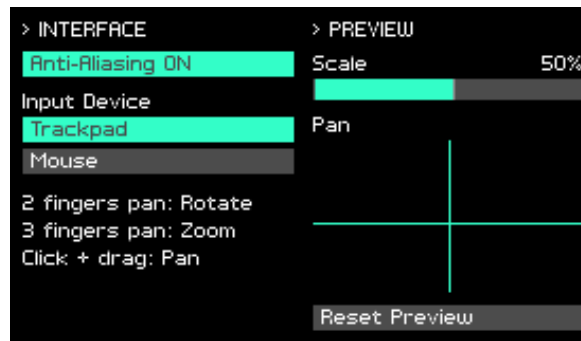 > INTERFACE
Anti-Aliasing ON
Input Device
Trackpad
Mouse
2 fingers pan: Rotate
3 fingers pan: Zoom
Click + drag: Pan
> PREVIEW
Scale 50%
Pan
Reset Preview